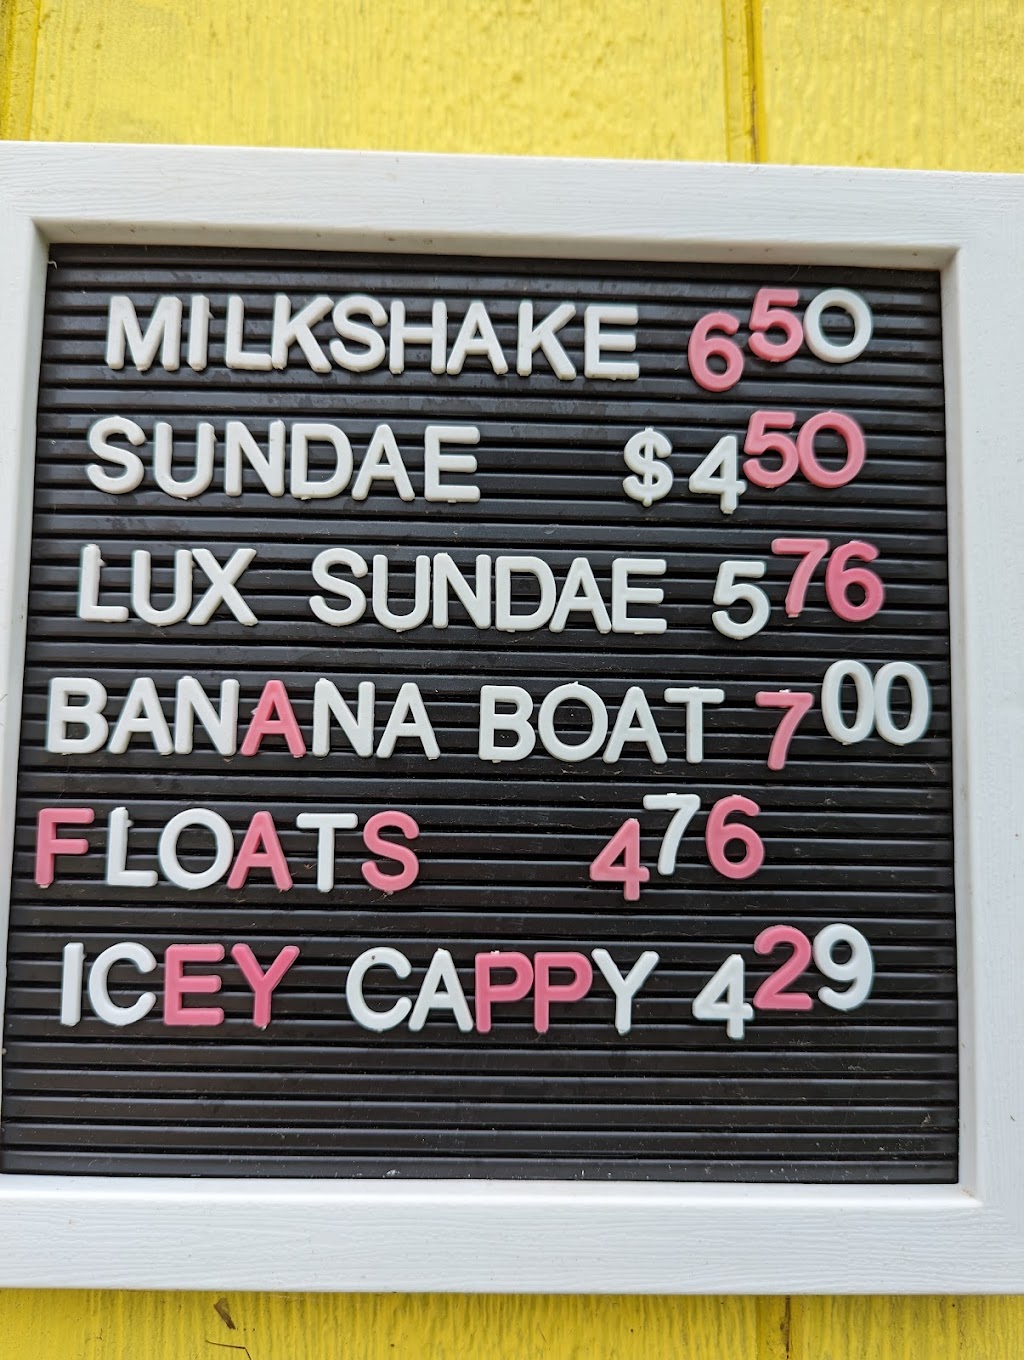 MILKSHAKE 650
SUNDAE $450
LUX SUNDAE 576
BANANA BOAT 700
FLOATS 476
ICEY CAPPY 429